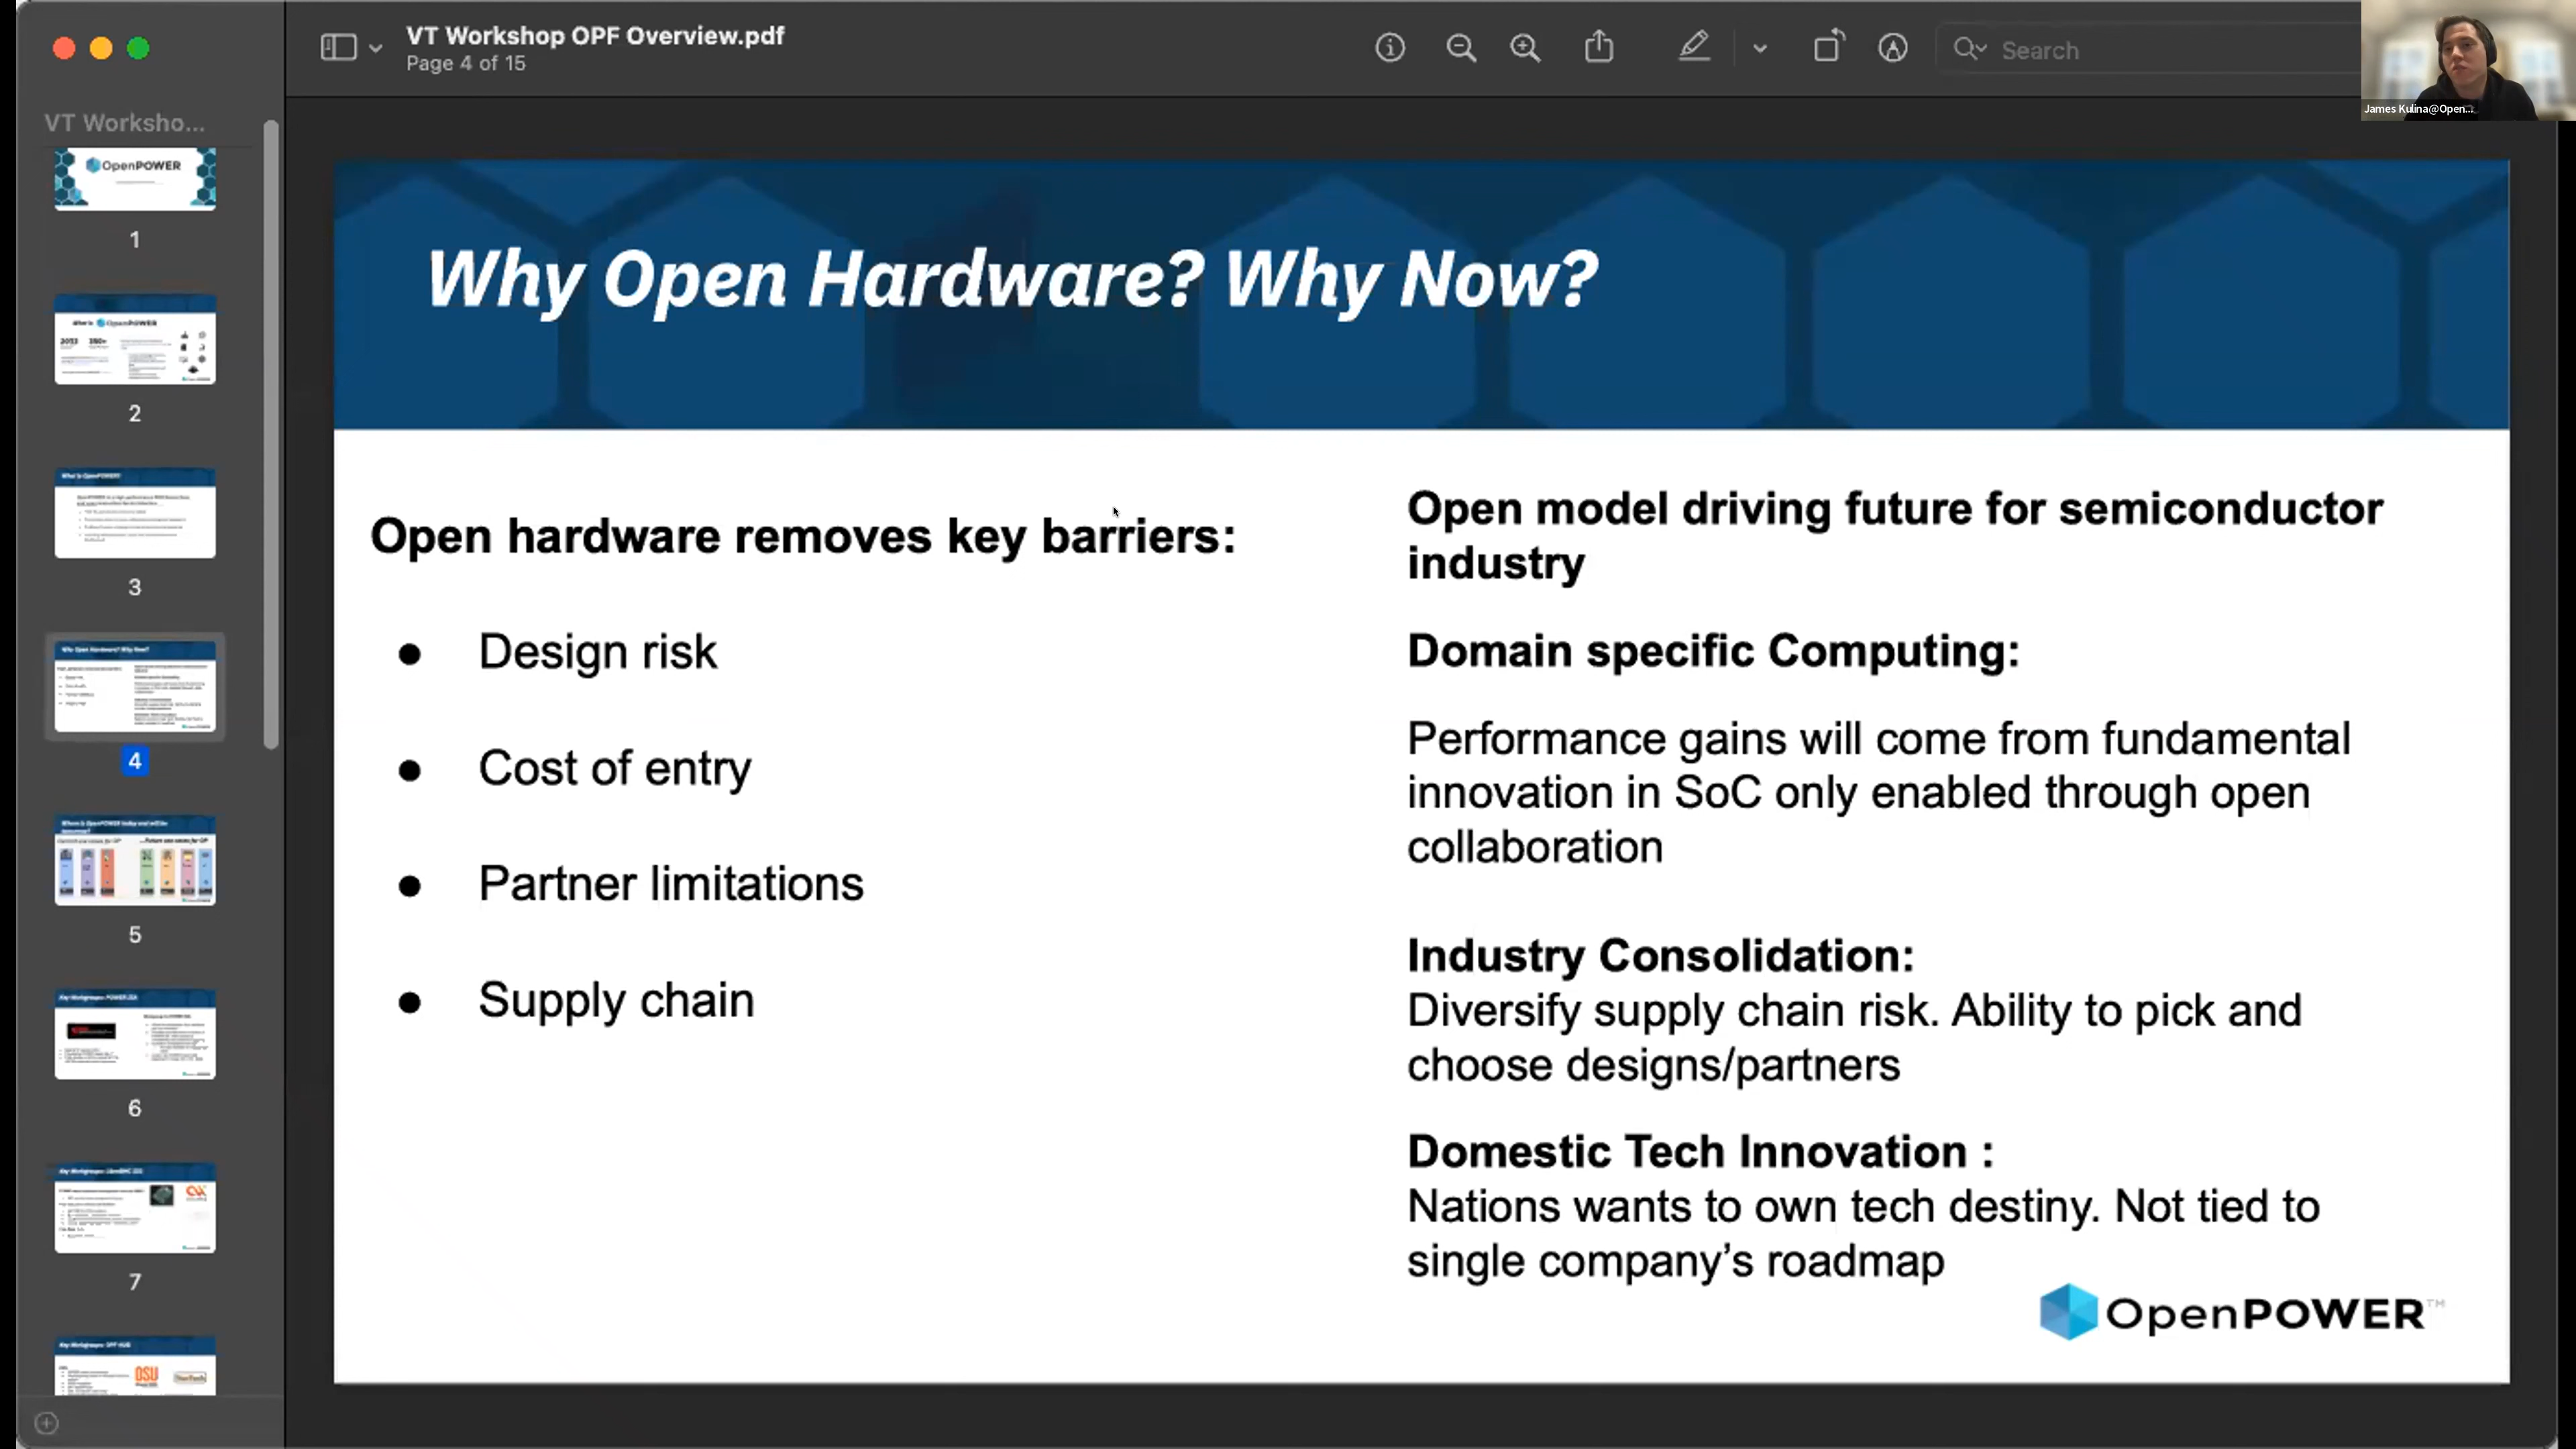 VT Workshop OPF Overview.pdf
Page 4 of 15
Search
James Kulina@Open...
VT Worksho...
OpenPOWER
1
2
3
4
5
6
7
OSU
Why Open Hardware? Why Now?
Open hardware removes key barriers:
● Design risk
● Cost of entry
● Partner limitations
● Supply chain
Open model driving future for semiconductor
industry
Domain specific Computing:
Performance gains will come from fundamental
innovation in SoC only enabled through open
collaboration
Industry Consolidation:
Diversify supply chain risk. Ability to pick and
choose designs/partners
Domestic Tech Innovation :
Nations wants to own tech destiny. Not tied to
single company’s roadmap
OpenPOWER™